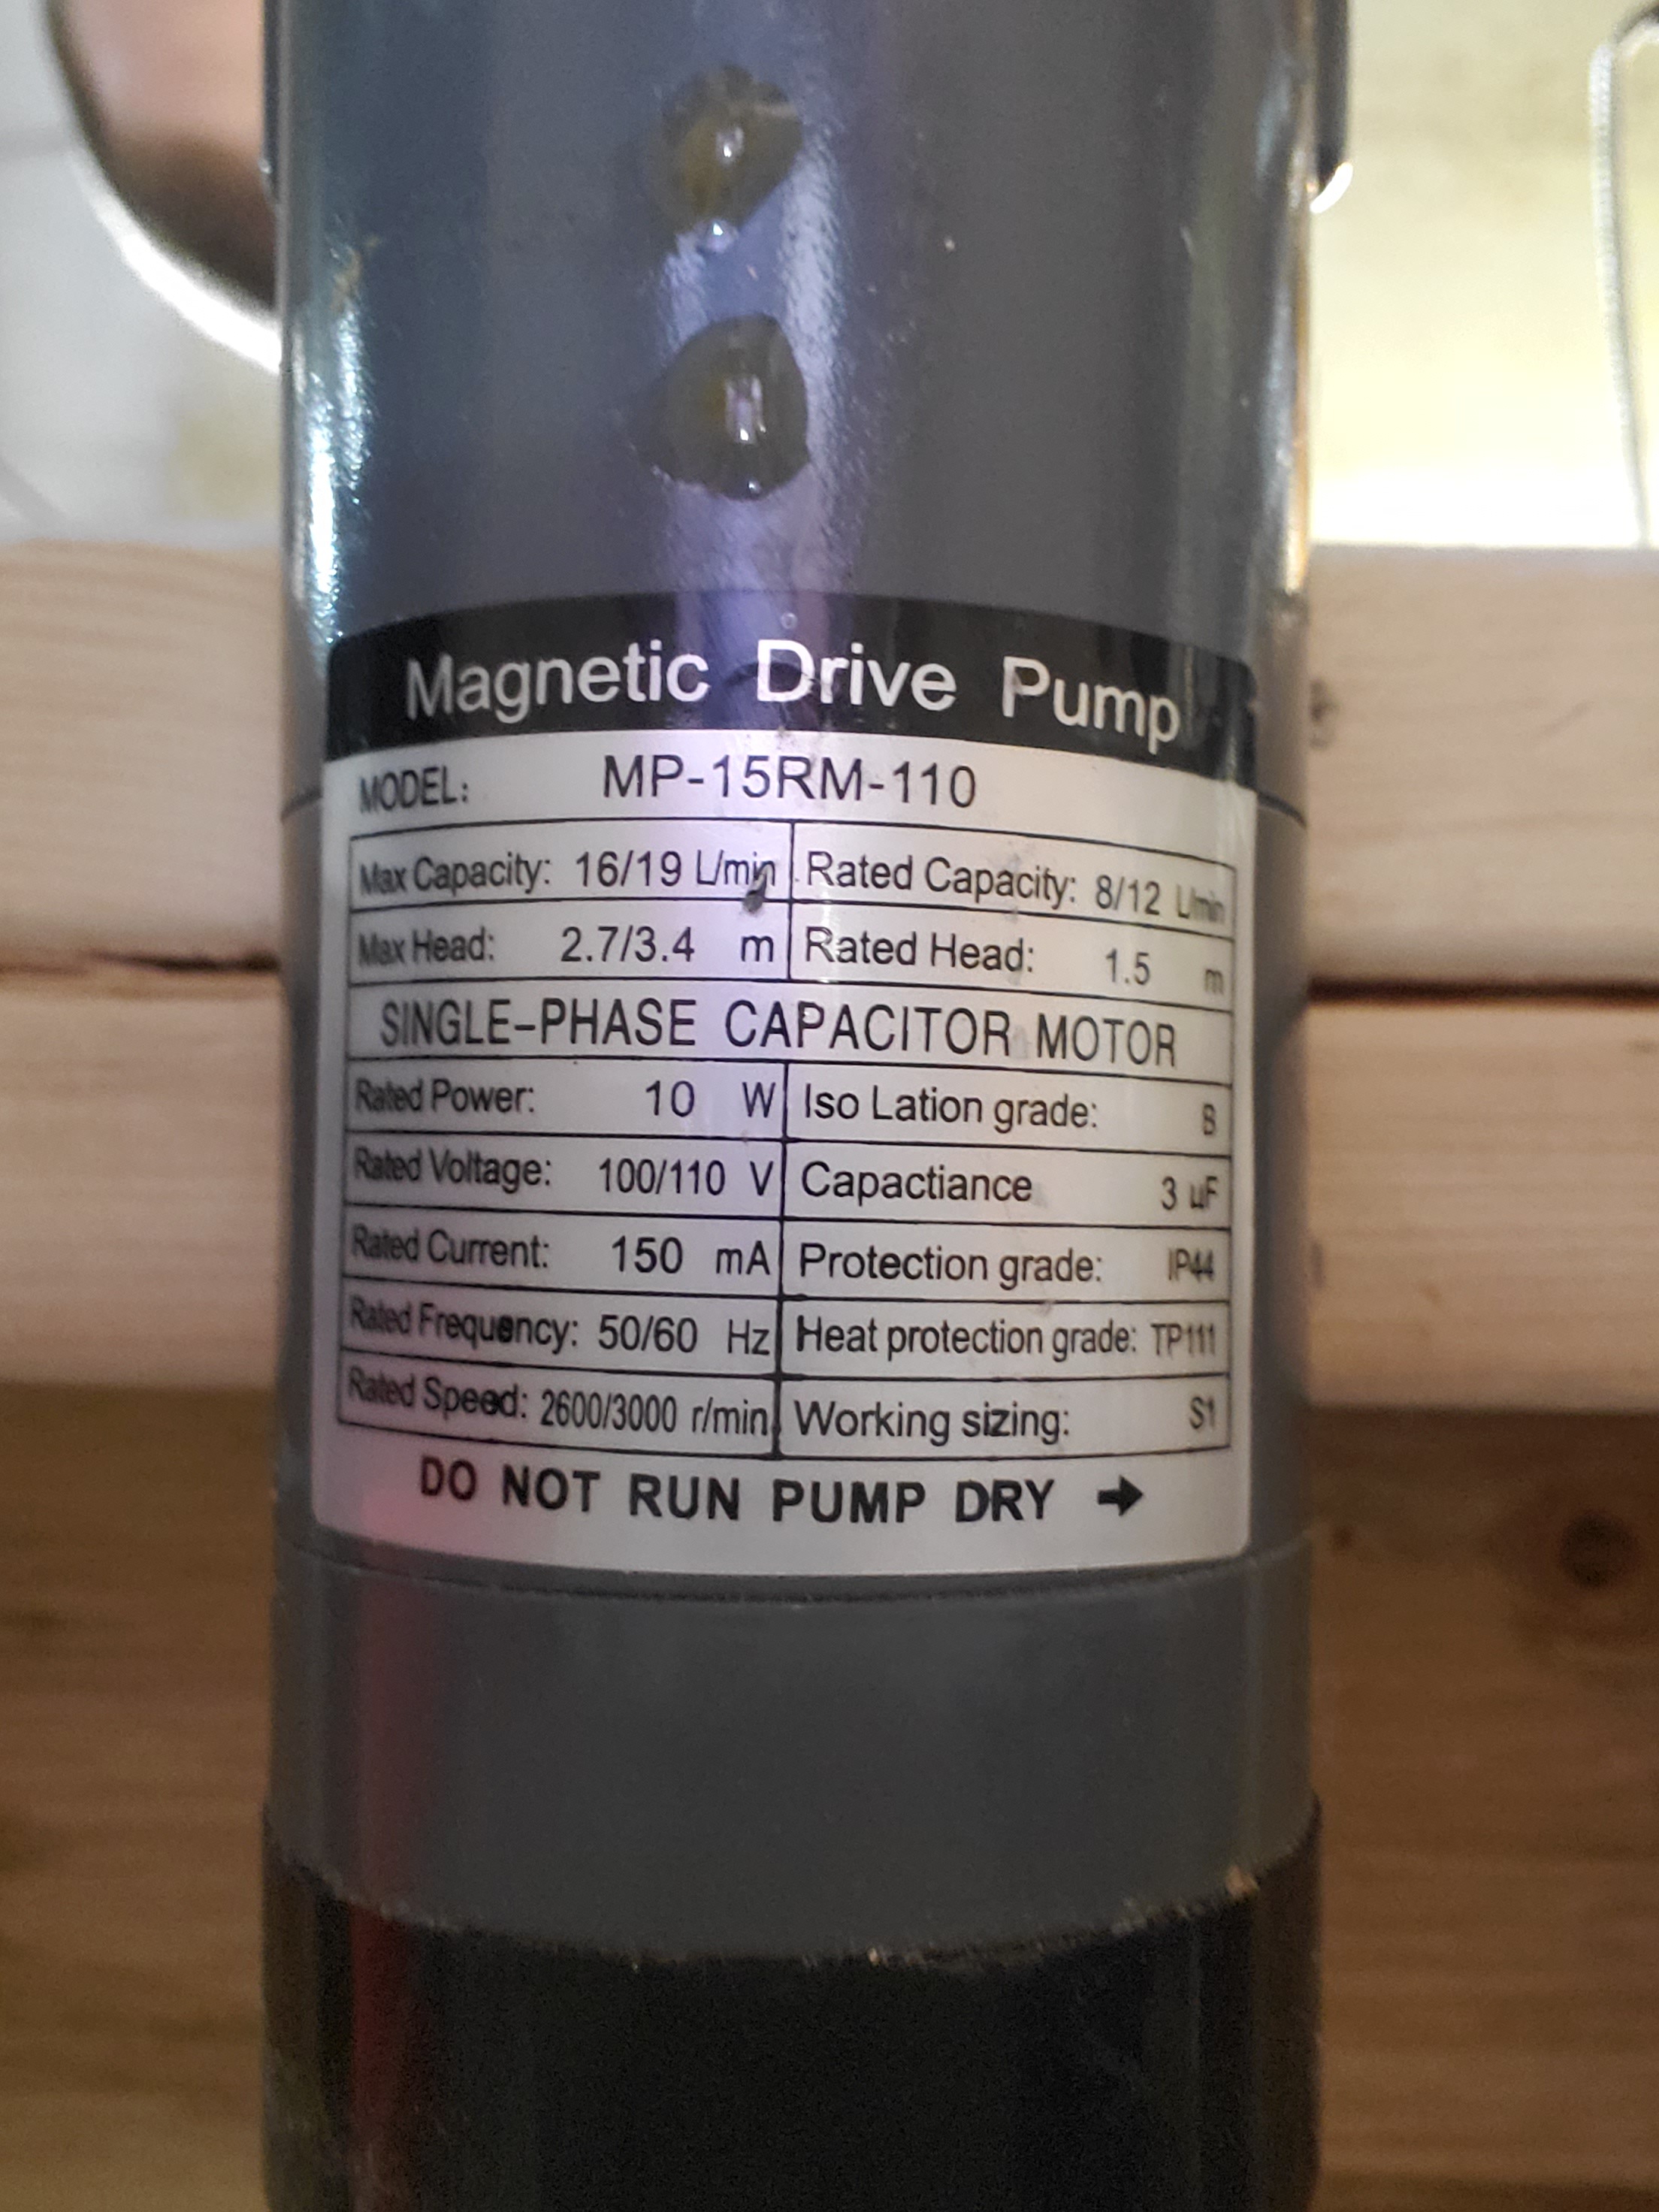 Magnetic Drive Pump
MODEL: MP-15RM-110
Max Capacity: 16/19 L/min Rated Capacity: 8/12 L/min
Max Head: 2.7/3.4 m Rated Head: 1.5 m
SINGLE-PHASE CAPACITOR MOTOR
Rated Power: 10 W Iso Lation grade: B
Rated Voltage: 100/110 V Capactiance 3 uF
Rated Current: 150 mA Protection grade: IP44
Rated Frequency: 50/60 Hz Heat protection grade: TP111
Rated Speed: 2600/3000 r/min Working sizing: S1
DO NOT RUN PUMP DRY →